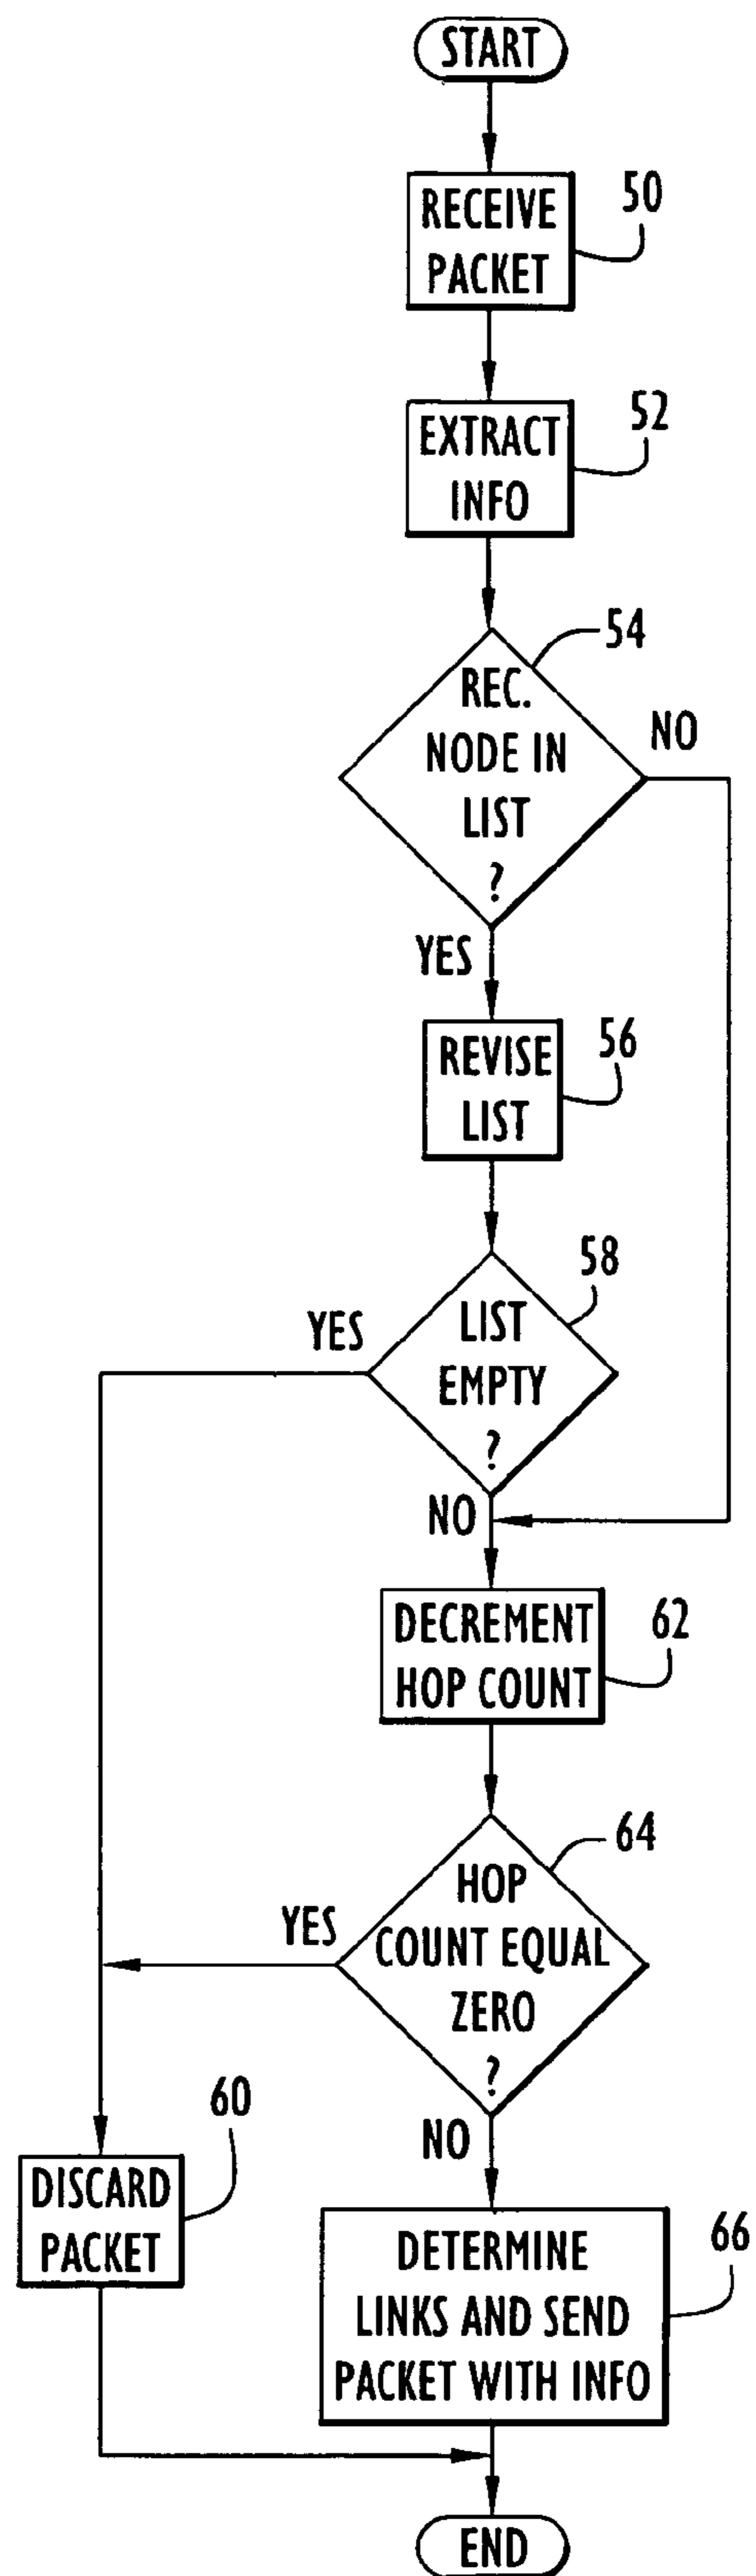 START
RECEIVE
PACKET
50
EXTRACT
INFO
52
54
REC.
NODE IN
LIST
?
NO
YES
REVISE
LIST
56
58
LIST
EMPTY
?
YES
NO
DECREMENT
HOP COUNT
62
64
HOP
COUNT EQUAL
ZERO
?
YES
NO
60
DISCARD
PACKET
DETERMINE
LINKS AND SEND
PACKET WITH INFO
66
END